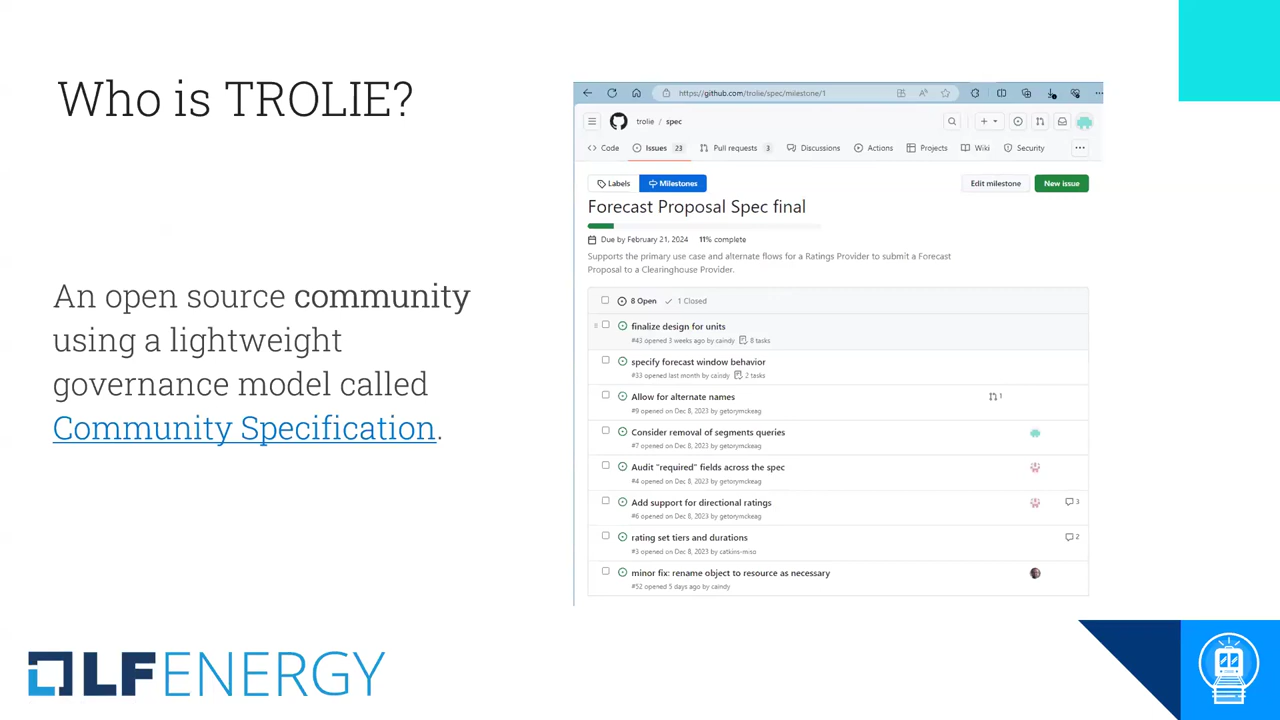 Who is TROLIE?
An open source community
using a lightweight
governance model called
Community Specification.
https://github.com/trolie/spec/milestone/1
trolie / spec
Code Issues 23 Pull requests 3 Discussions Actions Projects Wiki Security
Labels Milestones Edit milestone New issue
Forecast Proposal Spec final
Due by February 21, 2024 11% complete
Supports the primary use case and alternate flows for a Ratings Provider to submit a Forecast
Proposal to a Clearinghouse Provider.
8 Open 1 Closed
finalize design for units
#43 opened 3 weeks ago by caindy 8 tasks
specify forecast window behavior
#33 opened last month by caindy 2 tasks
Allow for alternate names 1
#9 opened on Dec 8, 2023 by getorymckeag
Consider removal of segments queries
#7 opened on Dec 8, 2023 by getorymckeag
Audit "required" fields across the spec
#4 opened on Dec 8, 2023 by getorymckeag
Add support for directional ratings 3
#6 opened on Dec 8, 2023 by getorymckeag
rating set tiers and durations 2
#3 opened on Dec 8, 2023 by catkins-miso
minor fix: rename object to resource as necessary
#52 opened 5 days ago by caindy
LFENERGY